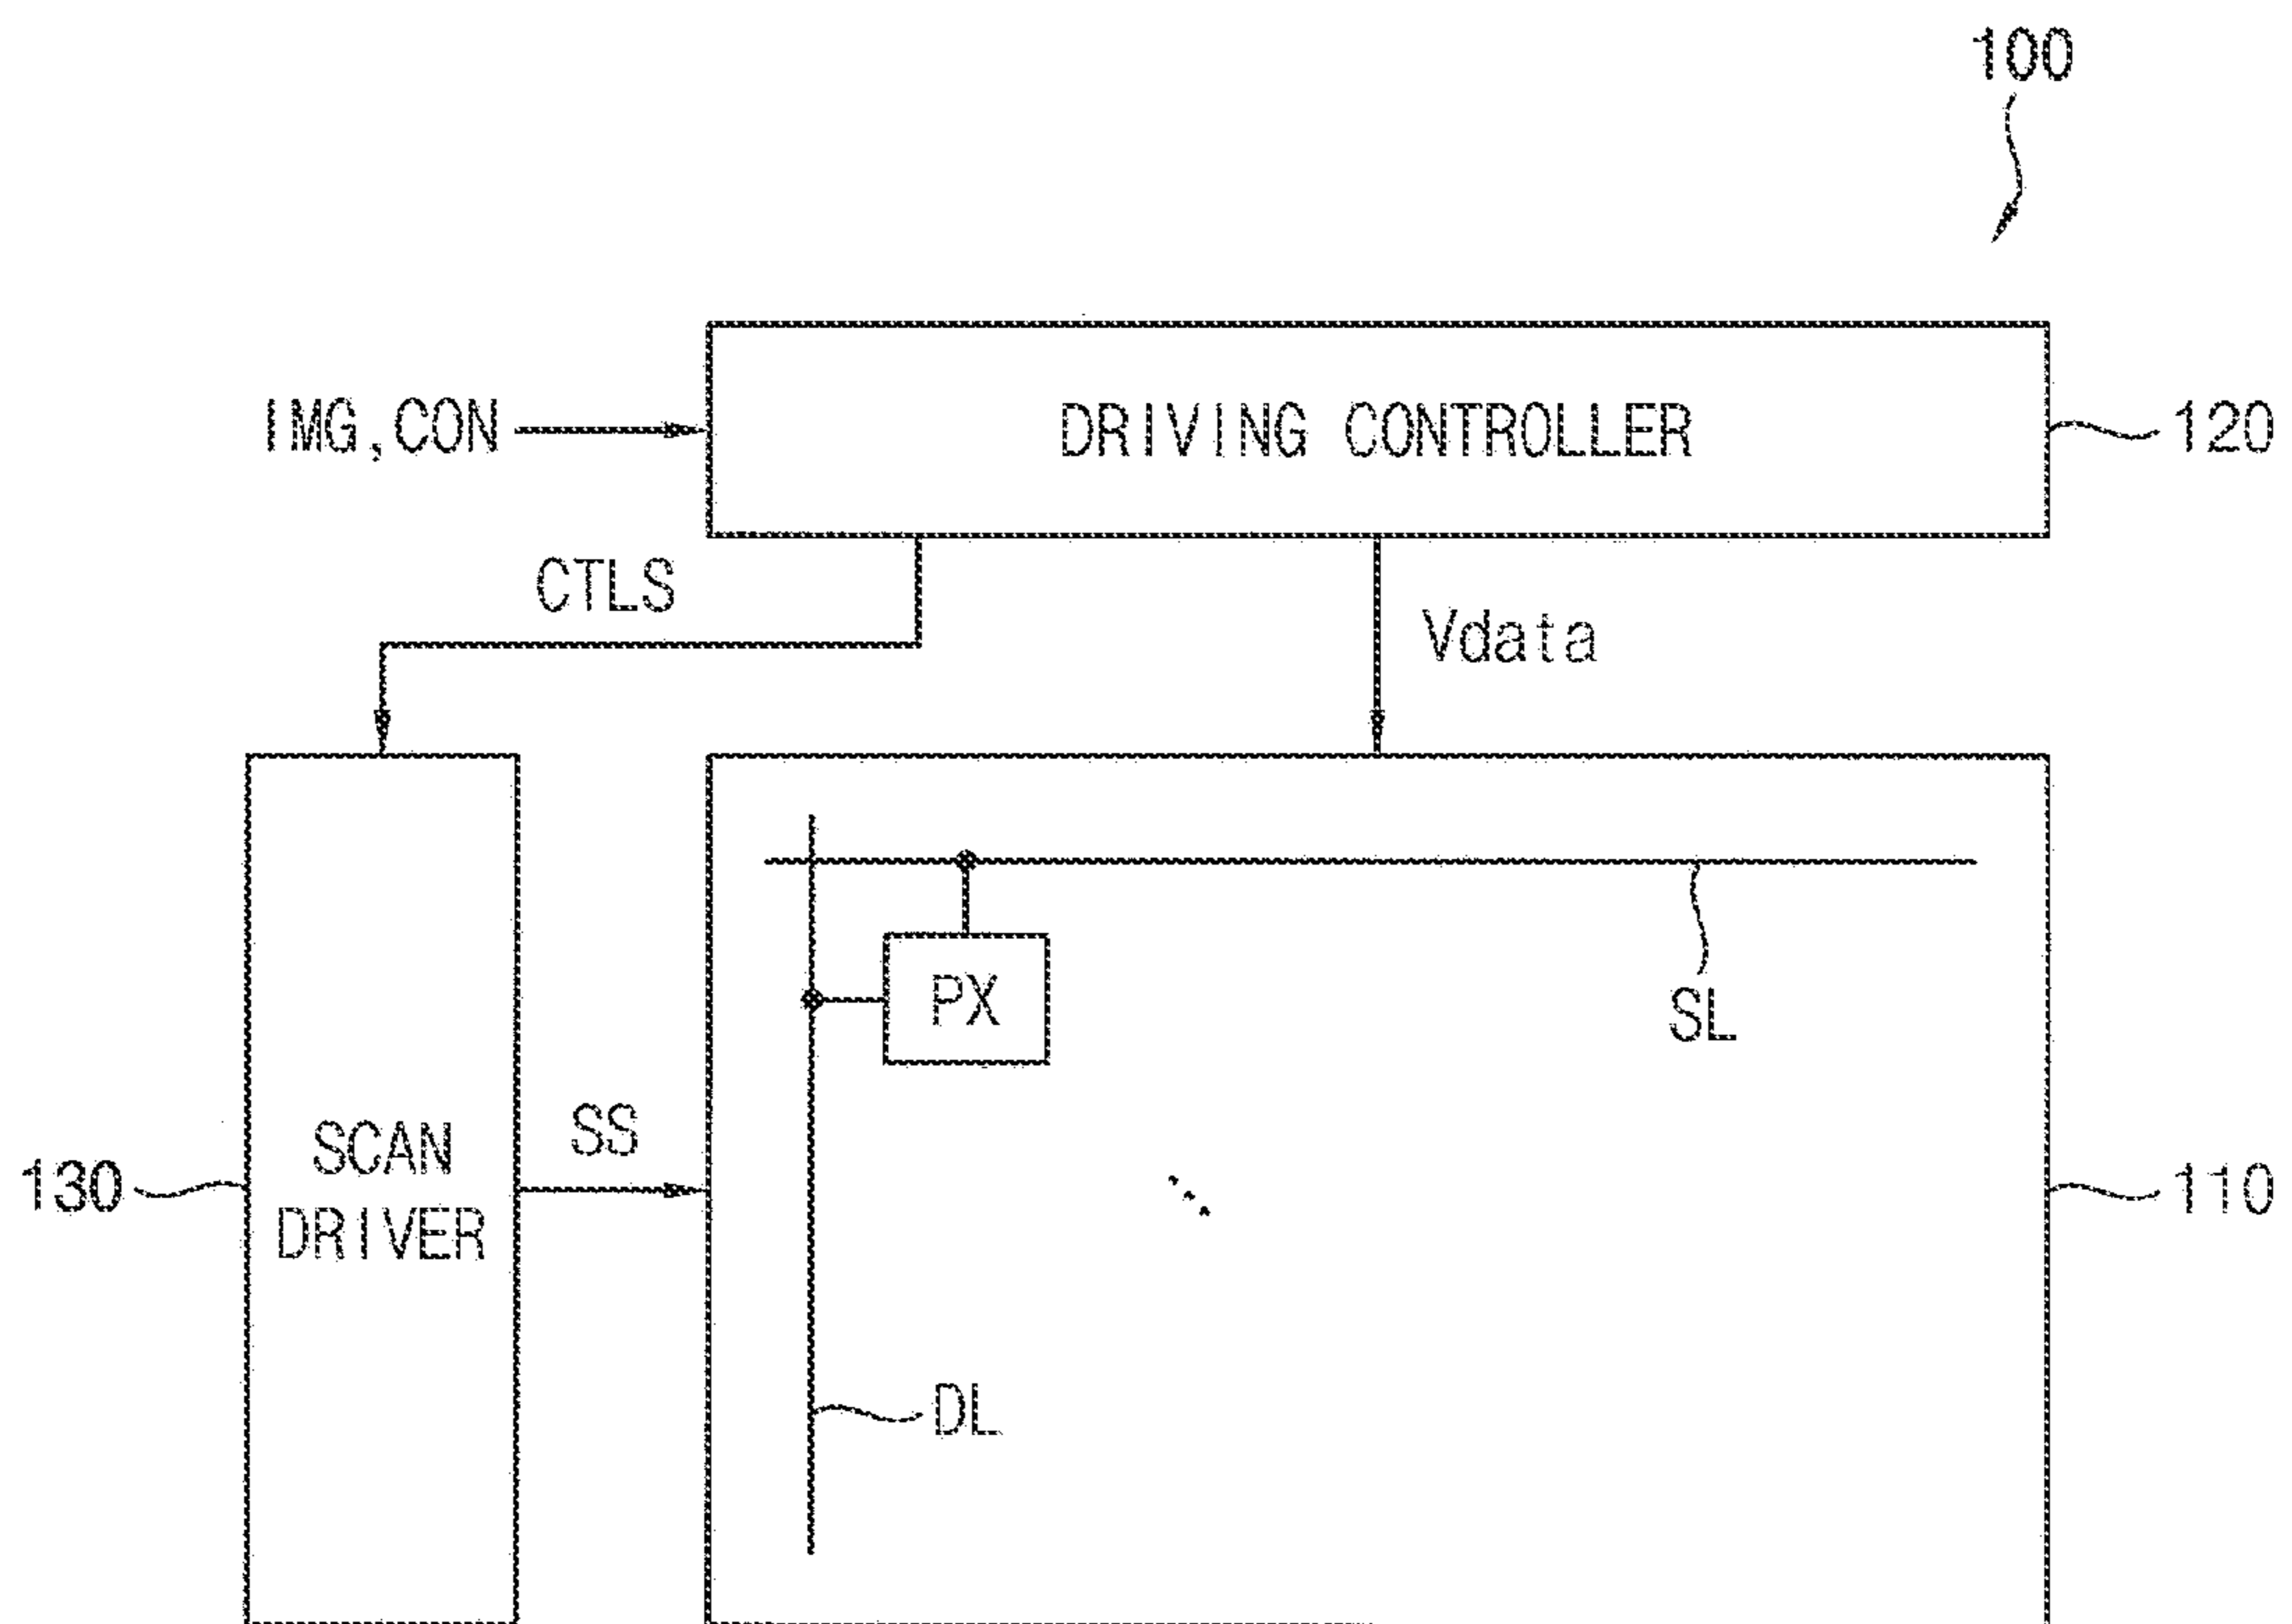 100
IMG,CON
DRIVING CONTROLLER
120
CTLS
Vdata
PX
SL
SS
SCAN
DRIVER
130
110
DL